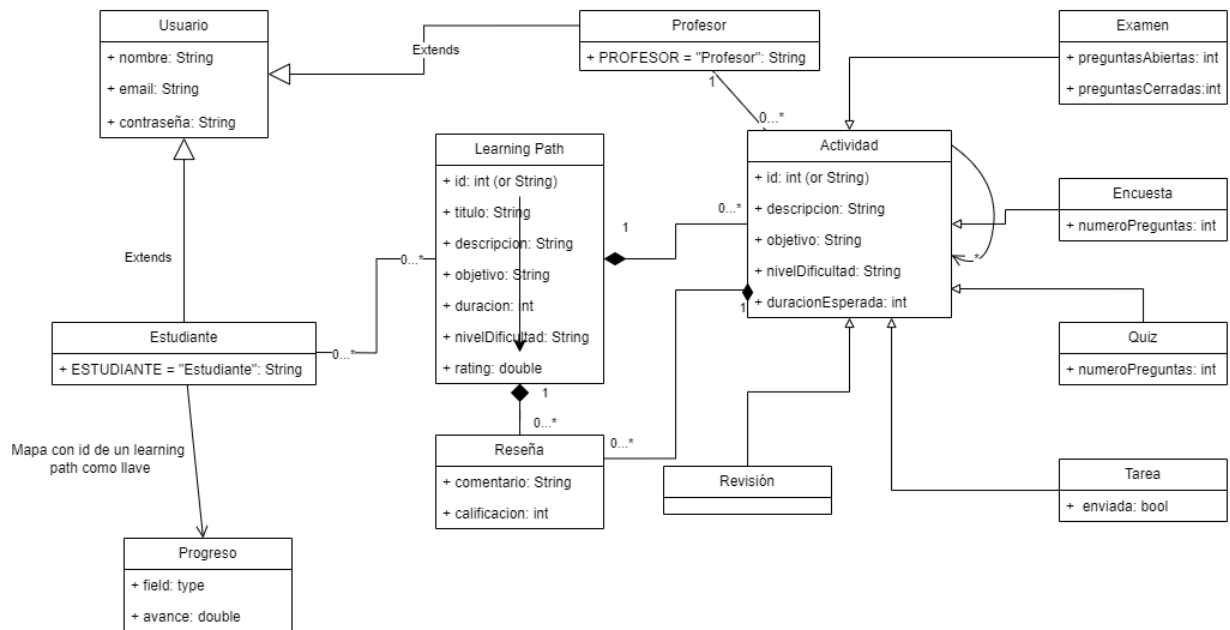 Usuario
+ nombre: String
+ email: String
+ contraseña: String
Extends
Profesor
+ PROFESOR = "Profesor": String
1
0...*
Examen
+ preguntasAbiertas: int
+ preguntasCerradas:int
Learning Path
+ id: int (or String)
+ titulo: String
+ descripcion: String
+ objetivo: String
+ duracion: int
+ nivelDificultad: String
+ rating: double
1
0...*
Actividad
+ id: int (or String)
+ descripcion: String
+ objetivo: String
+ nivelDificultad: String
+ duracionEsperada: int
*
1
Encuesta
+ numeroPreguntas: int
Extends
0...*
0...*
Estudiante
+ ESTUDIANTE = "Estudiante": String
Quiz
+ numeroPreguntas: int
1
0...*
0...*
Mapa con id de un learning
path como llave
Reseña
+ comentario: String
+ calificacion: int
Revisión
Tarea
+ enviada: bool
Progreso
+ field: type
+ avance: double